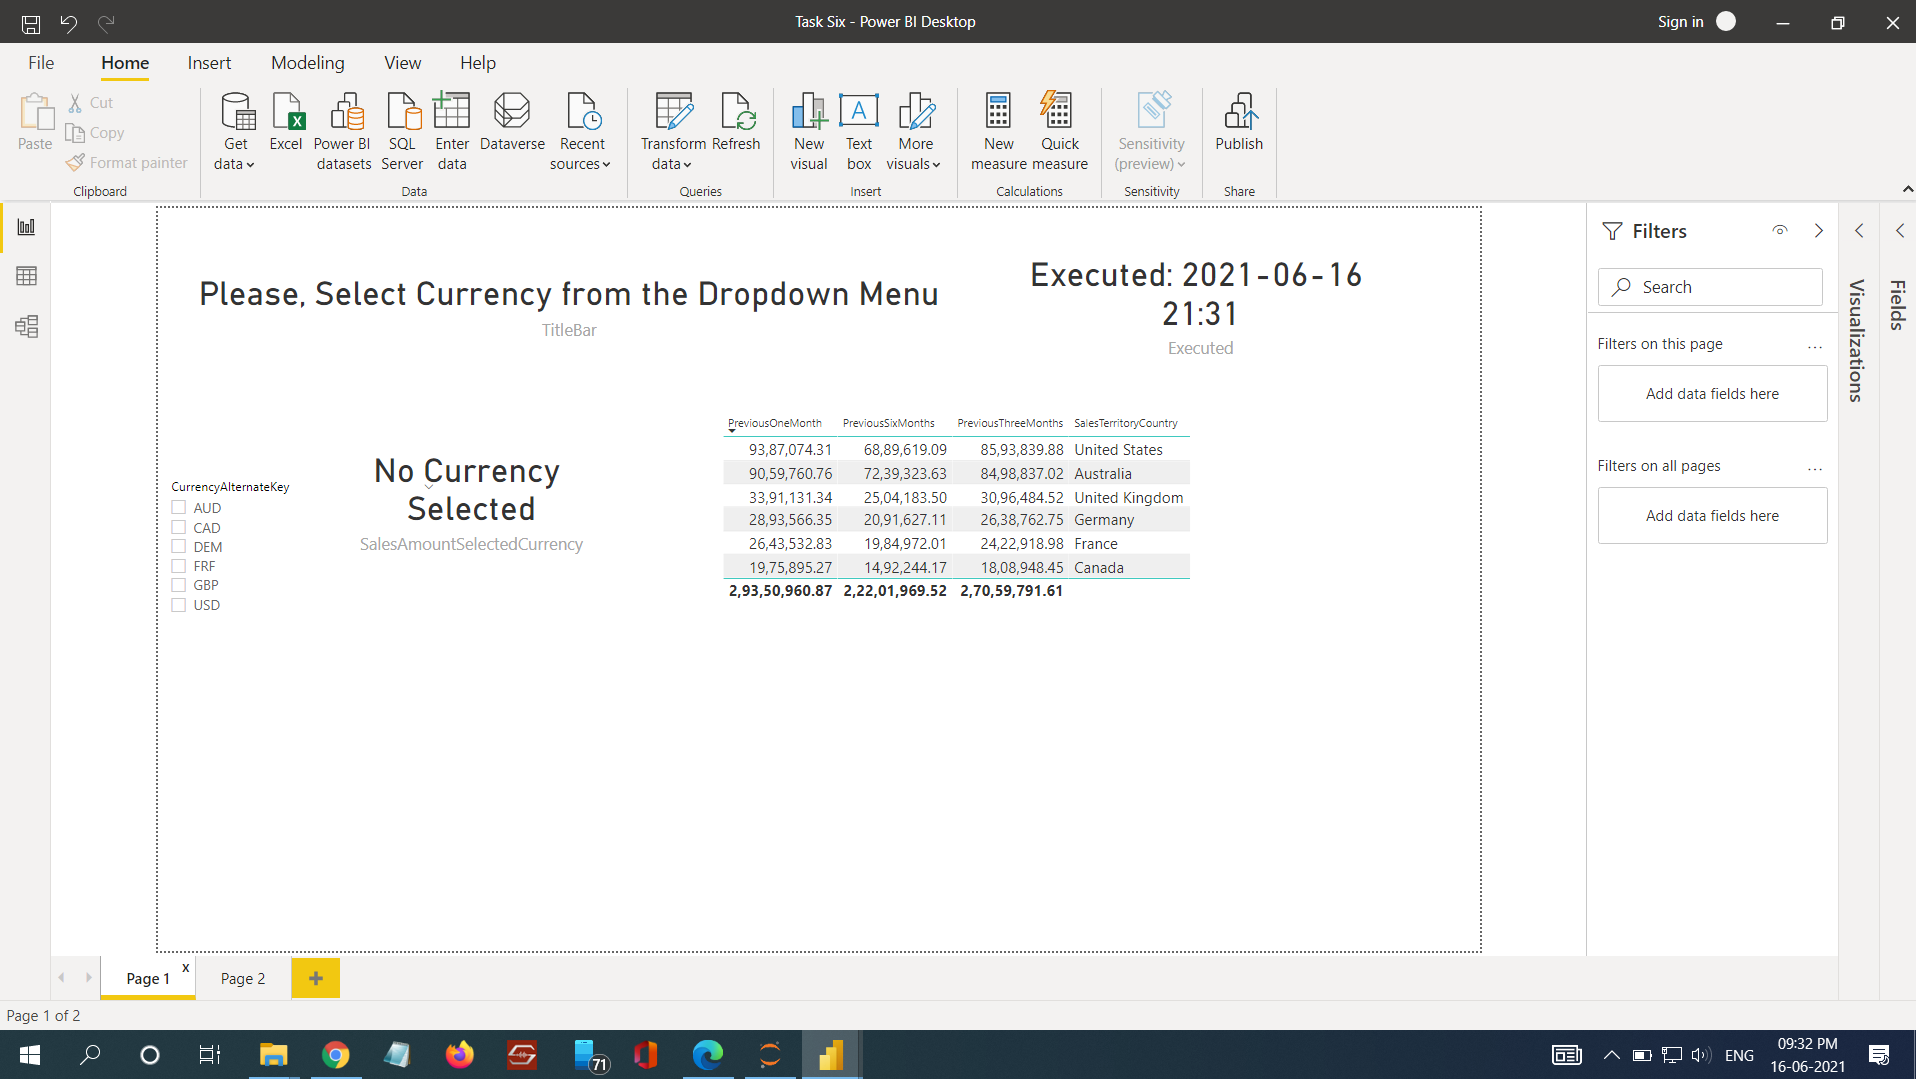 Task Six - Power BI Desktop
Sign in
File Home Insert Modeling View Help
Paste
Cut
Copy
Format painter
Clipboard
Get data
Excel
Power BI datasets
SQL Server
Enter data
Dataverse
Recent sources
Data
Transform data
Refresh
Queries
New visual
Text box
More visuals
Insert
New measure
Quick measure
Calculations
Sensitivity (preview)
Sensitivity
Publish
Share
Please, Select Currency from the Dropdown Menu
TitleBar
Executed: 2021-06-16
21:31
Executed
CurrencyAlternateKey
AUD
CAD
DEM
FRF
GBP
USD
No Currency
Selected
SalesAmountSelectedCurrency
PreviousOneMonth PreviousSixMonths PreviousThreeMonths SalesTerritoryCountry
93,87,074.31 68,89,619.09 85,93,839.88 United States
90,59,760.76 72,39,323.63 84,98,837.02 Australia
33,91,131.34 25,04,183.50 30,96,484.52 United Kingdom
28,93,566.35 20,91,627.11 26,38,762.75 Germany
26,43,532.83 19,84,972.01 24,22,918.98 France
19,75,895.27 14,92,244.17 18,08,948.45 Canada
2,93,50,960.87 2,22,01,969.52 2,70,59,791.61
Filters
Search
Filters on this page ...
Add data fields here
Filters on all pages ...
Add data fields here
Visualizations
Fields
Page 1 x
Page 2
+
Page 1 of 2
71
ENG
09:32 PM
16-06-2021